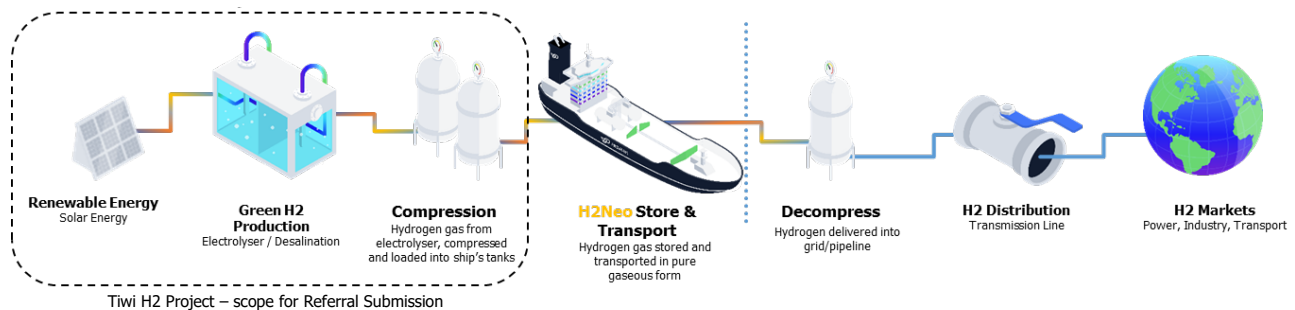 Renewable Energy
Solar Energy
Green H2
Production
Electrolyser / Desalination
Compression
Hydrogen gas from
electrolyser, compressed
and loaded into ship's tanks
H2Neo Store &
Transport
Hydrogen gas stored and
transported in pure
gaseous form
Decompress
Hydrogen delivered into
grid/pipeline
H2 Distribution
Transmission Line
H2 Markets
Power, Industry, Transport
Tiwi H2 Project – scope for Referral Submission